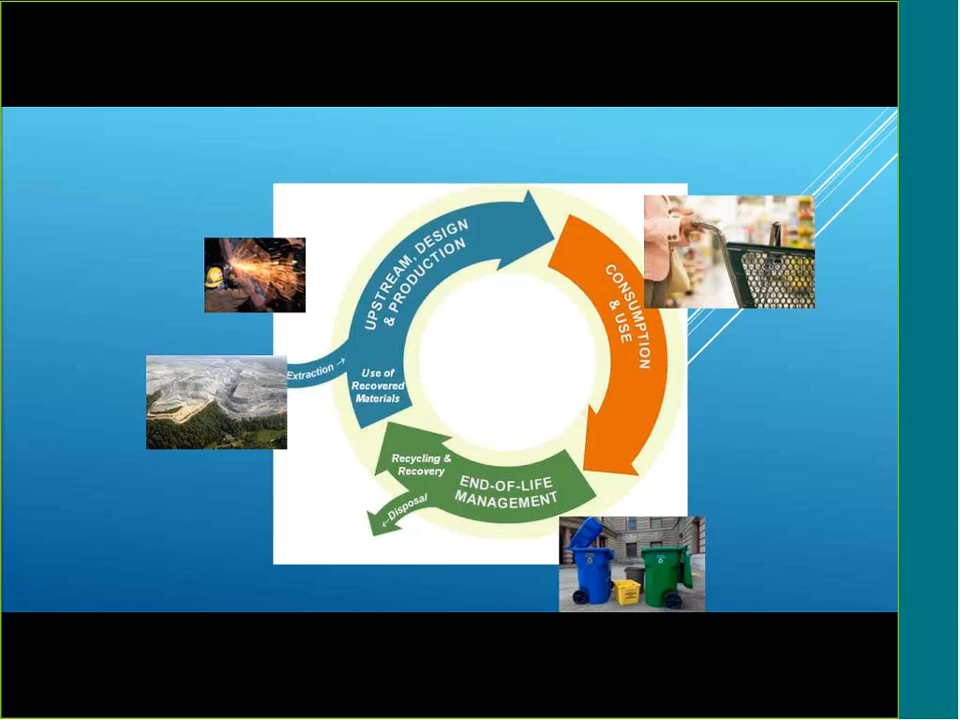 UPSTREAM, DESIGN
& PRODUCTION
CONSUMPTION
& USE
Extraction →
Use of
Recovered
Materials
Recycling &
Recovery
END-OF-LIFE
MANAGEMENT
←Disposal